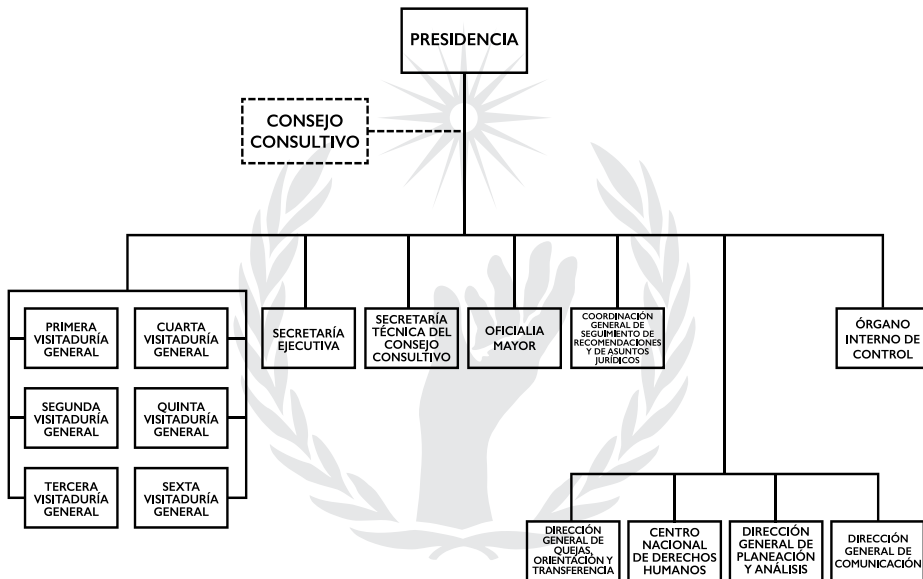 PRESIDENCIA
CONSEJO
CONSULTIVO
PRIMERA
VISITADURÍA
GENERAL
CUARTA
VISITADURÍA
GENERAL
SEGUNDA
VISITADURÍA
GENERAL
QUINTA
VISITADURÍA
GENERAL
TERCERA
VISITADURÍA
GENERAL
SEXTA
VISITADURÍA
GENERAL
SECRETARÍA
EJECUTIVA
SECRETARÍA
TÉCNICA DEL
CONSEJO
CONSULTIVO
OFICIALIA
MAYOR
COORDINACIÓN
GENERAL DE
SEGUIMIENTO DE
RECOMENDACIONES
Y DE ASUNTOS
JURÍDICOS
ÓRGANO
INTERNO DE
CONTROL
DIRECCIÓN
GENERAL DE
QUEJAS,
ORIENTACIÓN Y
TRANSFERENCIA
CENTRO
NACIONAL
DE DERECHOS
HUMANOS
DIRECCIÓN
GENERAL DE
PLANEACIÓN
Y ANÁLISIS
DIRECCIÓN
GENERAL DE
COMUNICACIÓN